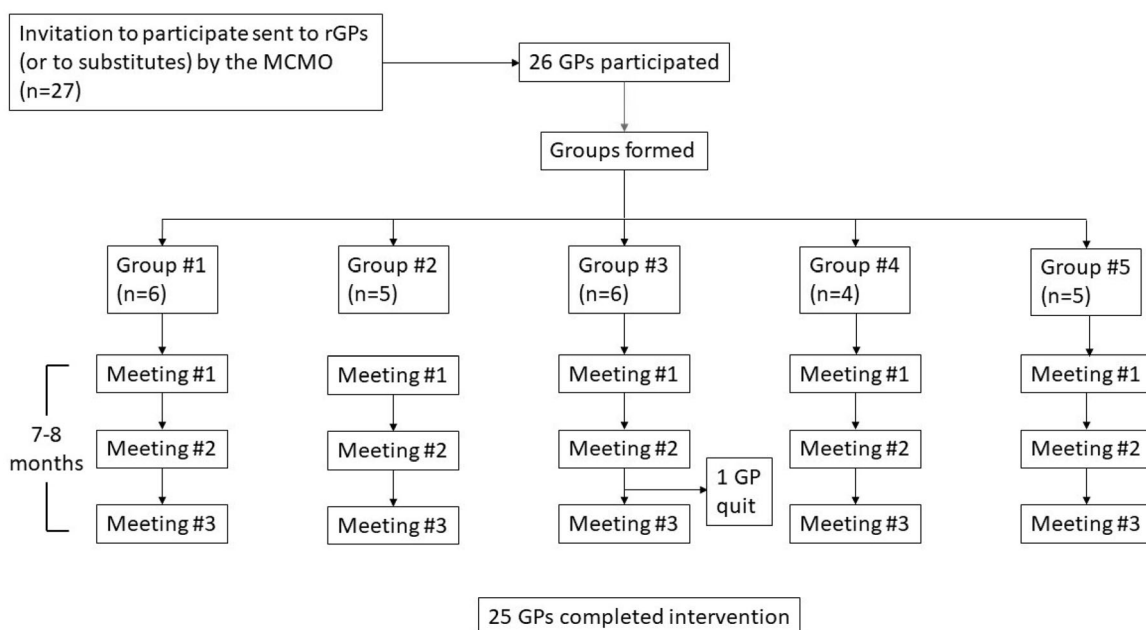 Invitation to participate sent to rGPs
(or to substitutes) by the MCMO
(n=27)
26 GPs participated
Groups formed
Group #1
(n=6)
Group #2
(n=5)
Group #3
(n=6)
Group #4
(n=4)
Group #5
(n=5)
Meeting #1
Meeting #1
Meeting #1
Meeting #1
Meeting #1
7-8
months
Meeting #2
Meeting #2
Meeting #2
Meeting #2
Meeting #2
1 GP
quit
Meeting #3
Meeting #3
Meeting #3
Meeting #3
Meeting #3
25 GPs completed intervention